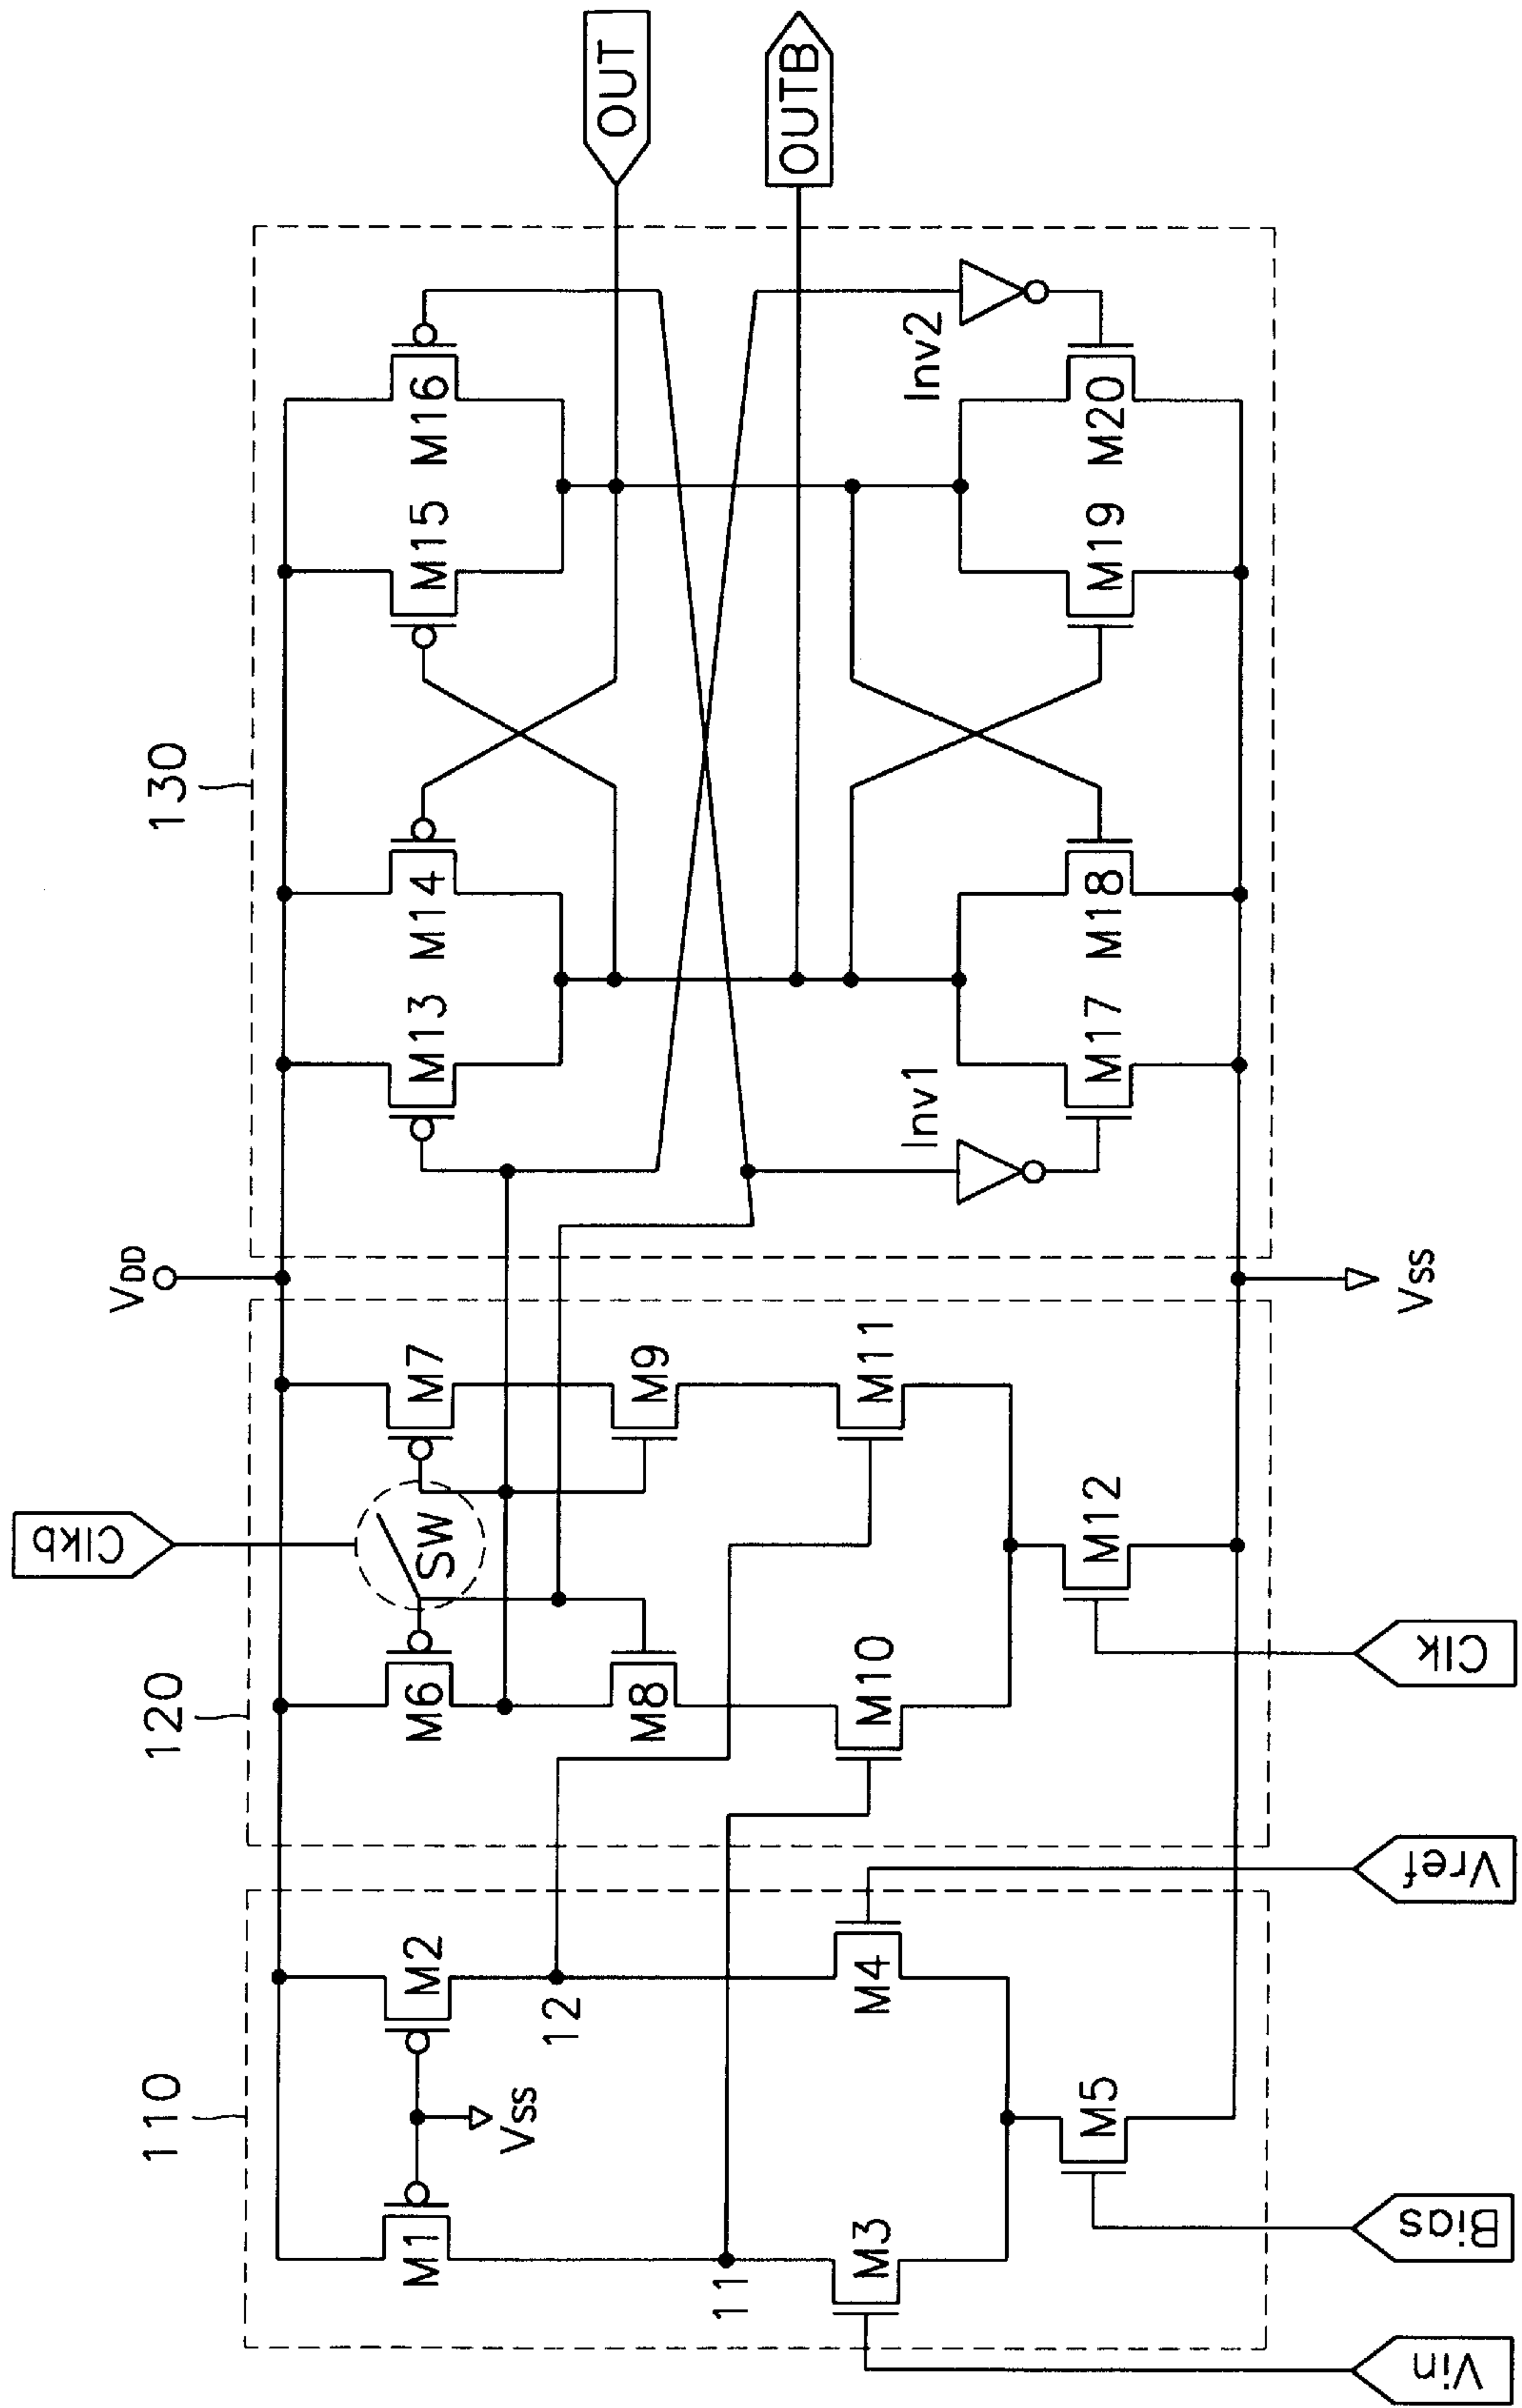 110
120
130
VDD
Clkb
M1
M2
M6
SW
M7
M13
M14
M15
M16
OUT
Vss
12
M8
M9
OUTB
11
M3
M4
M10
M11
Inv1
Inv2
M5
M12
M17
M18
M19
M20
Vss
Vin
Bias
Vref
Clk